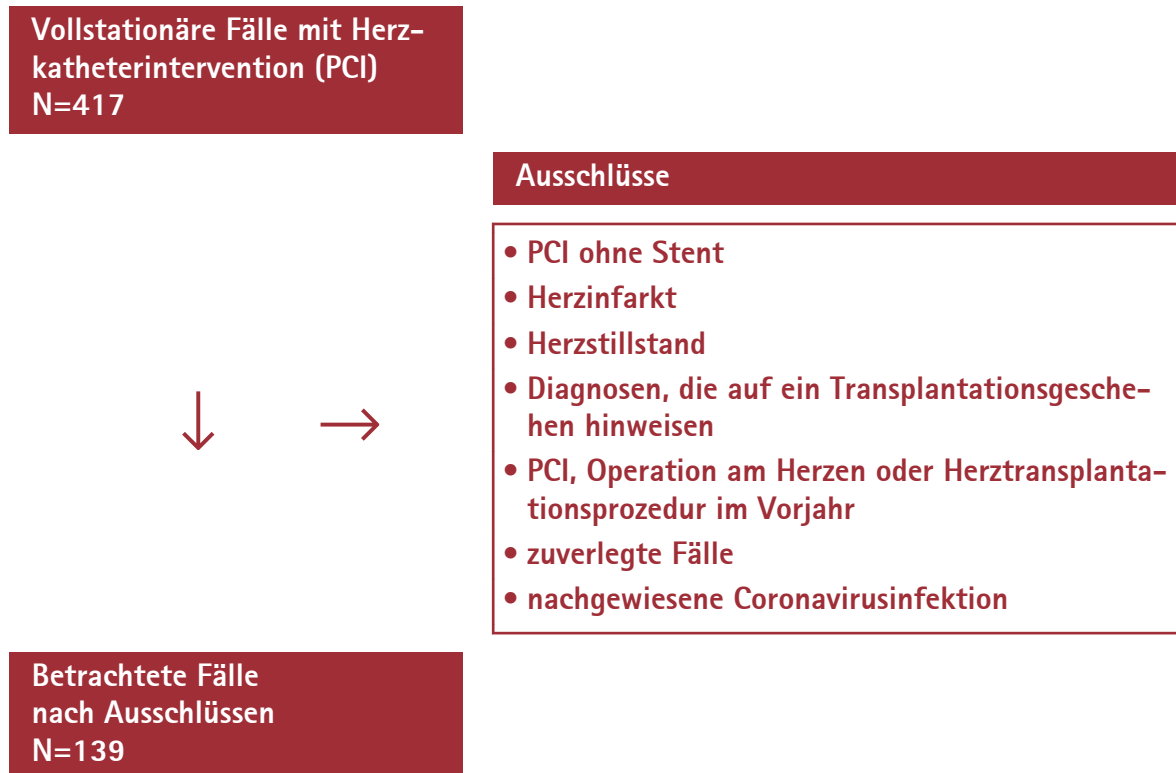 Vollstationäre Fälle mit Herz-
katheterintervention (PCI)
N=417
Ausschlüsse
• PCI ohne Stent
• Herzinfarkt
• Herzstillstand
• Diagnosen, die auf ein Transplantationsgesche-
hen hinweisen
• PCI, Operation am Herzen oder Herztransplanta-
tionsprozedur im Vorjahr
• zuverlegte Fälle
• nachgewiesene Coronavirusinfektion
Betrachtete Fälle
nach Ausschlüssen
N=139